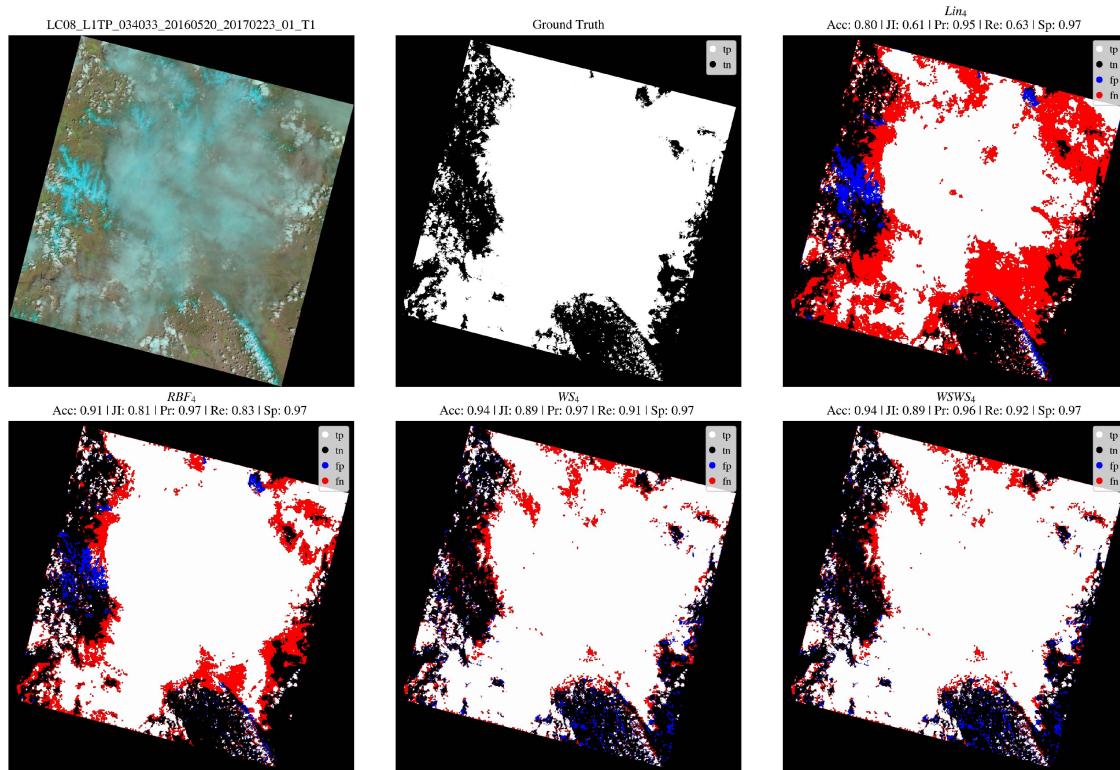 LC08_L1TP_034033_20160520_20170223_01_T1
Ground Truth
tp
tn
Lin₄
Acc: 0.80 | JI: 0.61 | Pr: 0.95 | Re: 0.63 | Sp: 0.97
tp
tn
fp
fn
RBF₄
Acc: 0.91 | JI: 0.81 | Pr: 0.97 | Re: 0.83 | Sp: 0.97
tp
tn
fp
fn
WS₄
Acc: 0.94 | JI: 0.89 | Pr: 0.97 | Re: 0.91 | Sp: 0.97
tp
tn
fp
fn
WSWS₄
Acc: 0.94 | JI: 0.89 | Pr: 0.96 | Re: 0.92 | Sp: 0.97
tp
tn
fp
fn